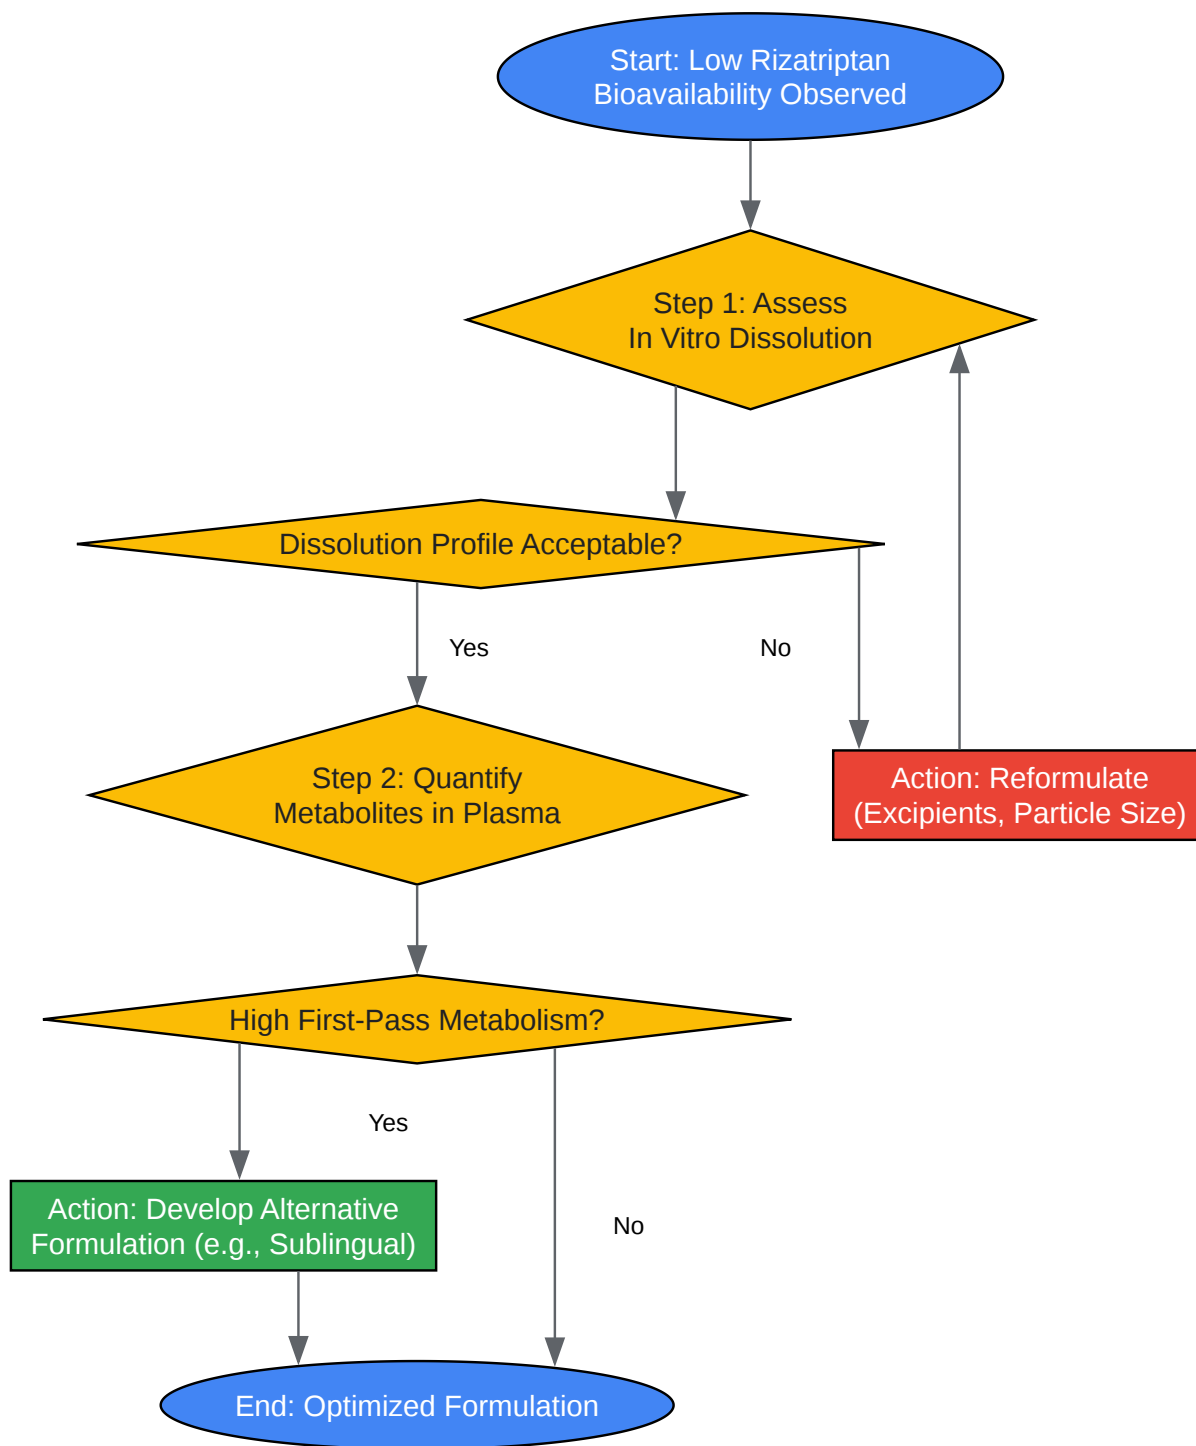 Start: Low Rizatriptan
Bioavailability Observed
Step 1: Assess
In Vitro Dissolution
Dissolution Profile Acceptable?
Yes
No
Step 2: Quantify
Metabolites in Plasma
Action: Reformulate
(Excipients, Particle Size)
High First-Pass Metabolism?
Yes
Action: Develop Alternative
Formulation (e.g., Sublingual)
No
End: Optimized Formulation